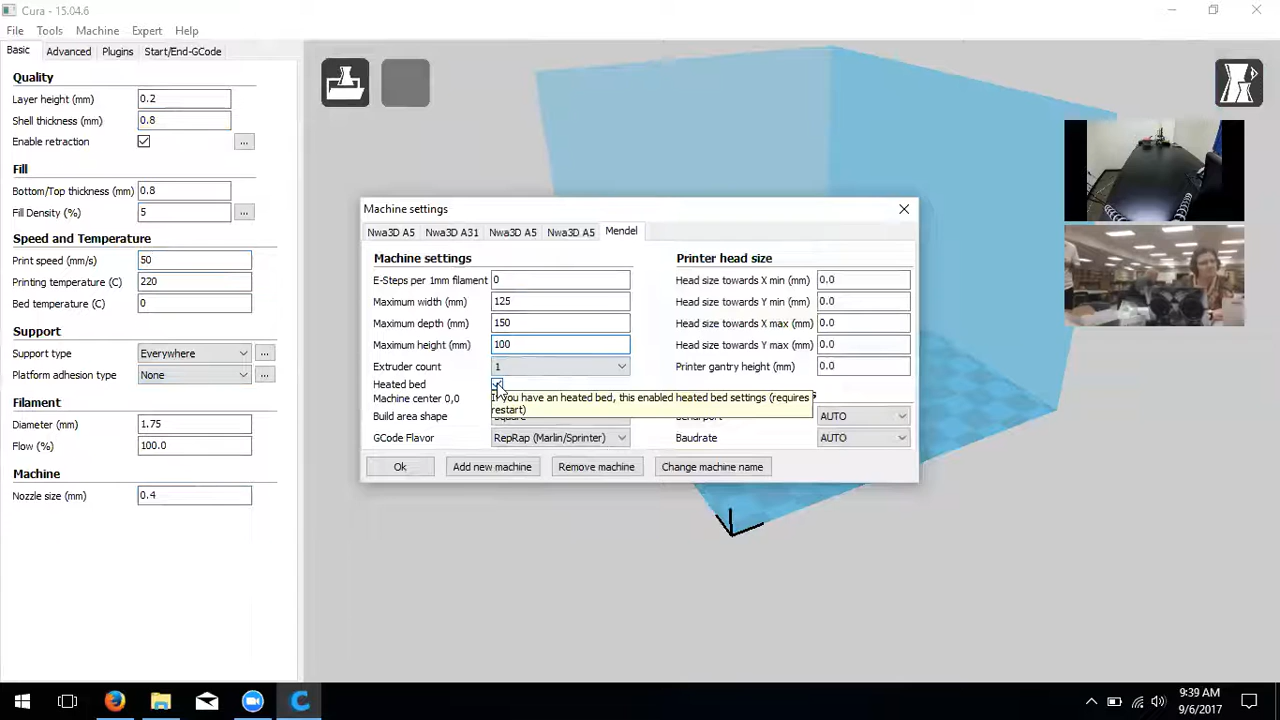 Cura - 15.04.6
File Tools Machine Expert Help
Basic Advanced Plugins Start/End-GCode
Quality
Layer height (mm) 0.2
Shell thickness (mm) 0.8
Enable retraction ...
Fill
Bottom/Top thickness (mm) 0.8
Fill Density (%) 5 ...
Speed and Temperature
Print speed (mm/s) 50
Printing temperature (C) 220
Bed temperature (C) 0
Support
Support type Everywhere ...
Platform adhesion type None ...
Filament
Diameter (mm) 1.75
Flow (%) 100.0
Machine
Nozzle size (mm) 0.4
Machine settings
Nwa3D A5 Nwa3D A31 Nwa3D A5 Nwa3D A5 Mendel
Machine settings
E-Steps per 1mm filament 0
Maximum width (mm) 125
Maximum depth (mm) 150
Maximum height (mm) 100
Extruder count 1
Heated bed
Machine center 0,0
Build area shape
GCode Flavor RepRap (Marlin/Sprinter)
If you have an heated bed, this enabled heated bed settings (requires
restart)
Printer head size
Head size towards X min (mm) 0.0
Head size towards Y min (mm) 0.0
Head size towards X max (mm) 0.0
Head size towards Y max (mm) 0.0
Printer gantry height (mm) 0.0
AUTO
Baudrate AUTO
Ok Add new machine Remove machine Change machine name
9:39 AM
9/6/2017